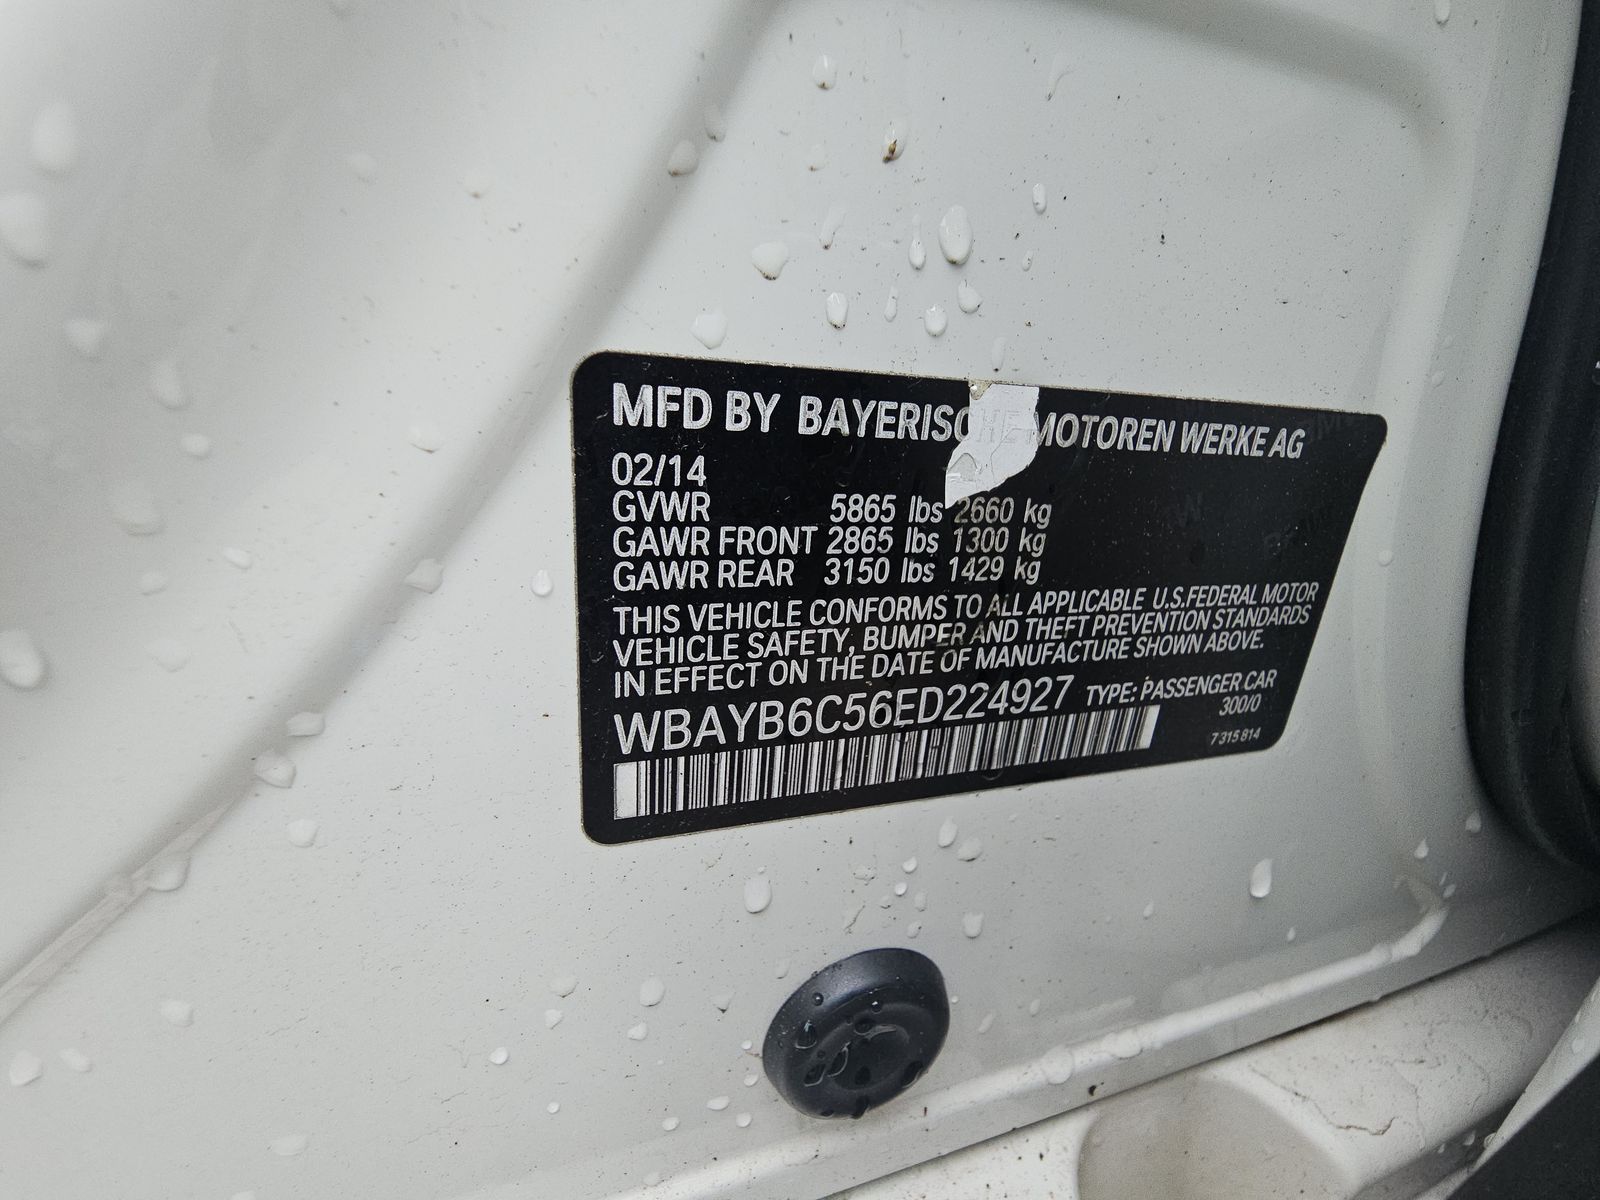 MFD BY BAYERISCHE MOTOREN WERKE AG
02/14
GVWR 5865 lbs 2660 kg
GAWR FRONT 2865 lbs 1300 kg
GAWR REAR 3150 lbs 1429 kg
THIS VEHICLE CONFORMS TO ALL APPLICABLE U.S.FEDERAL MOTOR
VEHICLE SAFETY, BUMPER AND THEFT PREVENTION STANDARDS
IN EFFECT ON THE DATE OF MANUFACTURE SHOWN ABOVE.
WBAYB6C56ED224927 TYPE: PASSENGER CAR
300/0
7 315 814